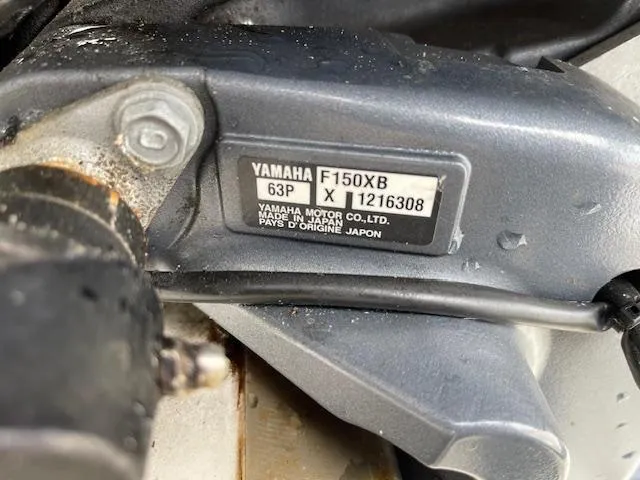 YAMAHA F150XB
63P X 1216308
YAMAHA MOTOR CO.,LTD.
MADE IN JAPAN
PAYS D'ORIGINE JAPON